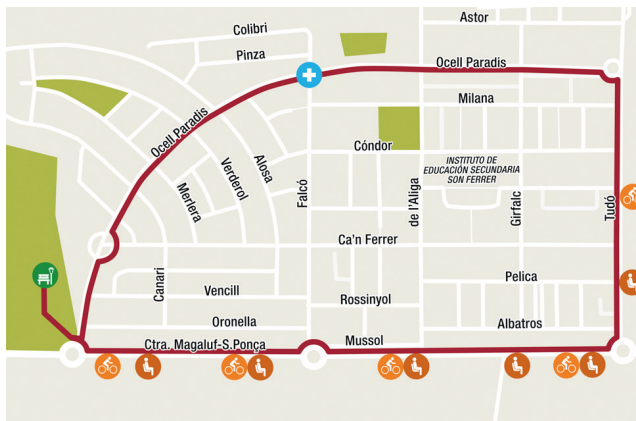 Astor
Colibri
Pinza
Ocell Paradis
Milana
Ocell Paradis
Cóndor
INSTITUTO DE
EDUCACIÓN SECUNDARIA
SON FERRER
Alosa
Verderol
Merlera
Falcó
de l'Aliga
Girfalc
Tudó
Ca'n Ferrer
Canari
Pelica
Vencill
Rossinyol
Oronella
Albatros
Ctra. Magaluf-S.Ponça
Mussol